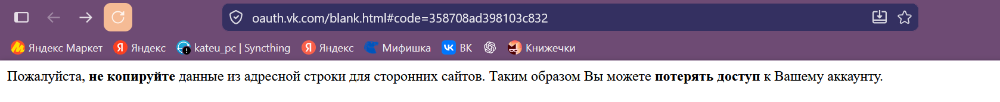 oauth.vk.com/blank.html#code=358708ad398103c832
Яндекс Маркет Яндекс kateu_pc | Syncthing Яндекс Мифишка ВК Книжечки
Пожалуйста, не копируйте данные из адресной строки для сторонних сайтов. Таким образом Вы можете потерять доступ к Вашему аккаунту.